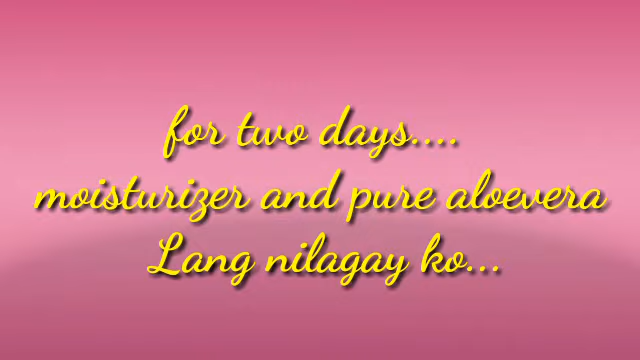 for two days....
moisturizer and pure aloevera
Lang nilagay ko...